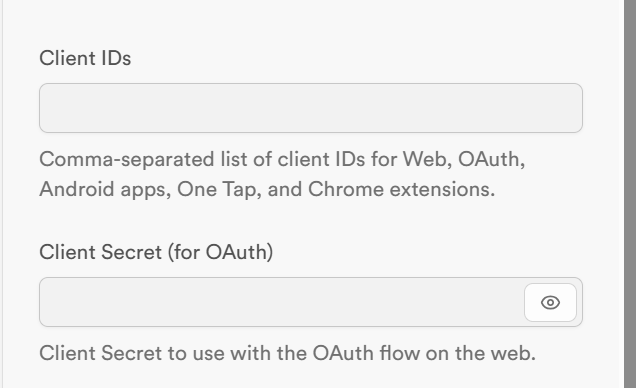 Client IDs
Comma-separated list of client IDs for Web, OAuth,
Android apps, One Tap, and Chrome extensions.
Client Secret (for OAuth)
Client Secret to use with the OAuth flow on the web.